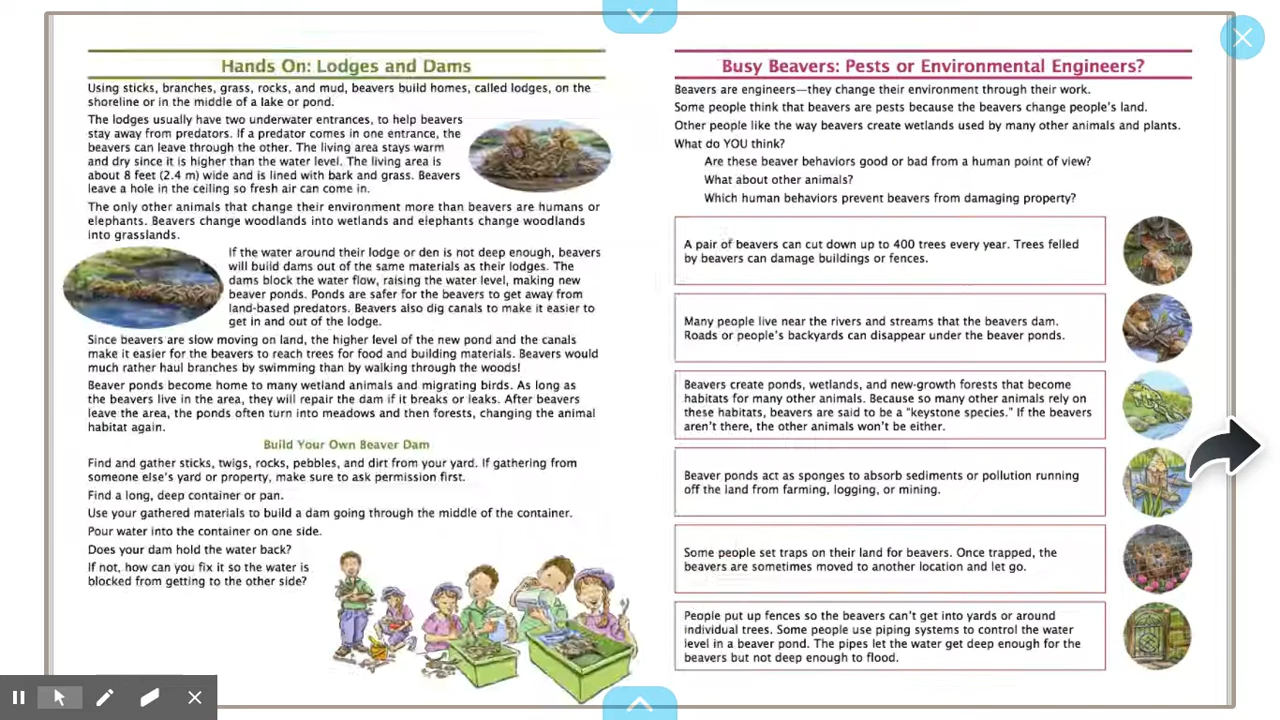 Hands On: Lodges and Dams
Using sticks, branches, grass, rocks, and mud, beavers build homes, called lodges, on the
shoreline or in the middle of a lake or pond.
The lodges usually have two underwater entrances, to help beavers
stay away from predators. If a predator comes in one entrance, the
beavers can leave through the other. The living area stays warm
and dry since it is higher than the water level. The living area is
about 8 feet (2.4 m) wide and is lined with bark and grass. Beavers
leave a hole in the ceiling so fresh air can come in.
The only other animals that change their environment more than beavers are humans or
elephants. Beavers change woodlands into wetlands and elephants change woodlands
into grasslands.
If the water around their lodge or den is not deep enough, beavers
will build dams out of the same materials as their lodges. The
dams block the water flow, raising the water level, making new
beaver ponds. Ponds are safer for the beavers to get away from
land-based predators. Beavers also dig canals to make it easier to
get in and out of the lodge.
Since beavers are slow moving on land, the higher level of the new pond and the canals
make it easier for the beavers to reach trees for food and building materials. Beavers would
much rather haul branches by swimming than by walking through the woods!
Beaver ponds become home to many wetland animals and migrating birds. As long as
the beavers live in the area, they will repair the dam if it breaks or leaks. After beavers
leave the area, the ponds often turn into meadows and then forests, changing the animal
habitat again.
Build Your Own Beaver Dam
Find and gather sticks, twigs, rocks, pebbles, and dirt from your yard. If gathering from
someone else's yard or property, make sure to ask permission first.
Find a long, deep container or pan.
Use your gathered materials to build a dam going through the middle of the container.
Pour water into the container on one side.
Does your dam hold the water back?
If not, how can you fix it so the water is
blocked from getting to the other side?
Busy Beavers: Pests or Environmental Engineers?
Beavers are engineers—they change their environment through their work.
Some people think that beavers are pests because the beavers change people's land.
Other people like the way beavers create wetlands used by many other animals and plants.
What do YOU think?
Are these beaver behaviors good or bad from a human point of view?
What about other animals?
Which human behaviors prevent beavers from damaging property?
A pair of beavers can cut down up to 400 trees every year. Trees felled
by beavers can damage buildings or fences.
Many people live near the rivers and streams that the beavers dam.
Roads or people's backyards can disappear under the beaver ponds.
Beavers create ponds, wetlands, and new-growth forests that become
habitats for many other animals. Because so many other animals rely on
these habitats, beavers are said to be a "keystone species." If the beavers
aren't there, the other animals won't be either.
Beaver ponds act as sponges to absorb sediments or pollution running
off the land from farming, logging, or mining.
Some people set traps on their land for beavers. Once trapped, the
beavers are sometimes moved to another location and let go.
People put up fences so the beavers can't get into yards or around
individual trees. Some people use piping systems to control the water
level in a beaver pond. The pipes let the water get deep enough for the
beavers but not deep enough to flood.